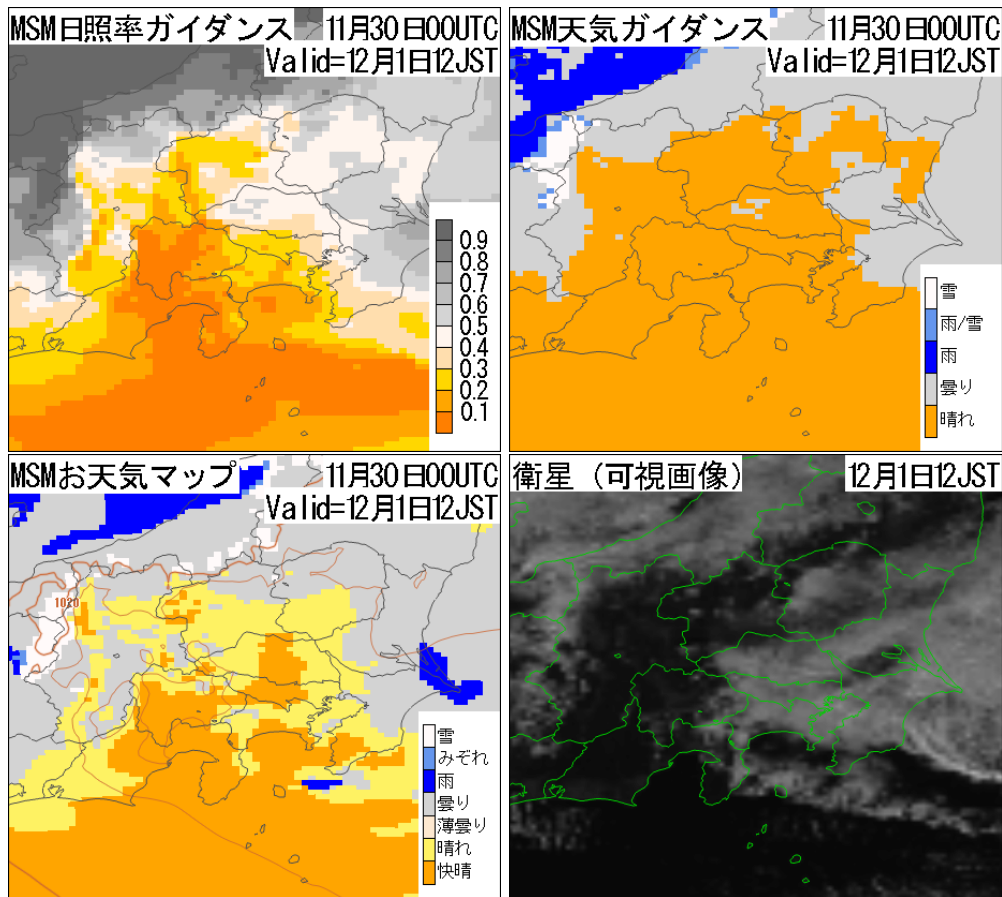 MSM日照率ガイダンス 11月30日00UTC
Valid=12月1日12JST
0.9
0.8
0.7
0.6
0.5
0.4
0.3
0.2
0.1
MSM天気ガイダンス 11月30日00UTC
Valid=12月1日12JST
雪
雨/雪
雨
曇り
晴れ
MSMお天気マップ 11月30日00UTC
Valid=12月1日12JST
1020
雪
みぞれ
雨
曇り
薄曇り
晴れ
快晴
衛星（可視画像） 12月1日12JST